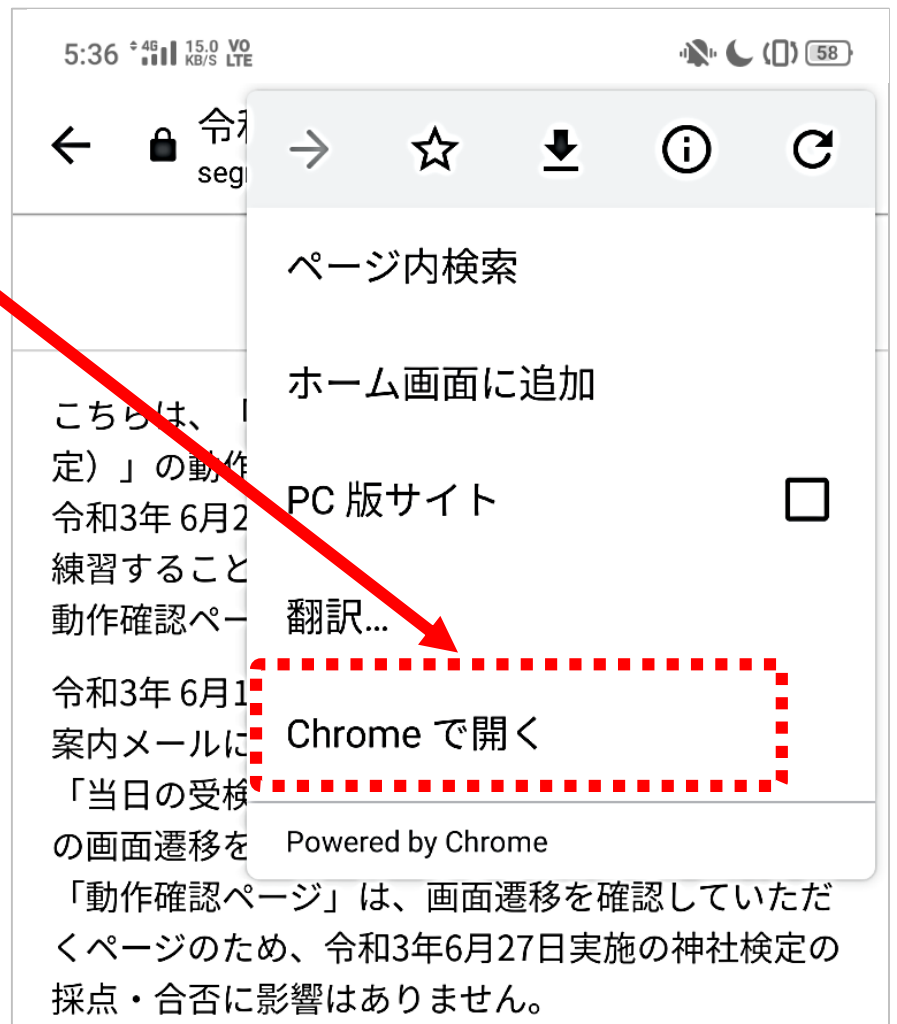 5:36 4G 15.0 KB/S VO LTE 58
令和
segr
ページ内検索
ホーム画面に追加
PC 版サイト
翻訳...
Chrome で開く
Powered by Chrome
こちらは、「
定）」の動作
令和3年 6月2
練習すること
動作確認ペー
令和3年 6月1
案内メールに
「当日の受検
の画面遷移を
「動作確認ページ」は、画面遷移を確認していただ
くページのため、令和3年6月27日実施の神社検定の
採点・合否に影響はありません。